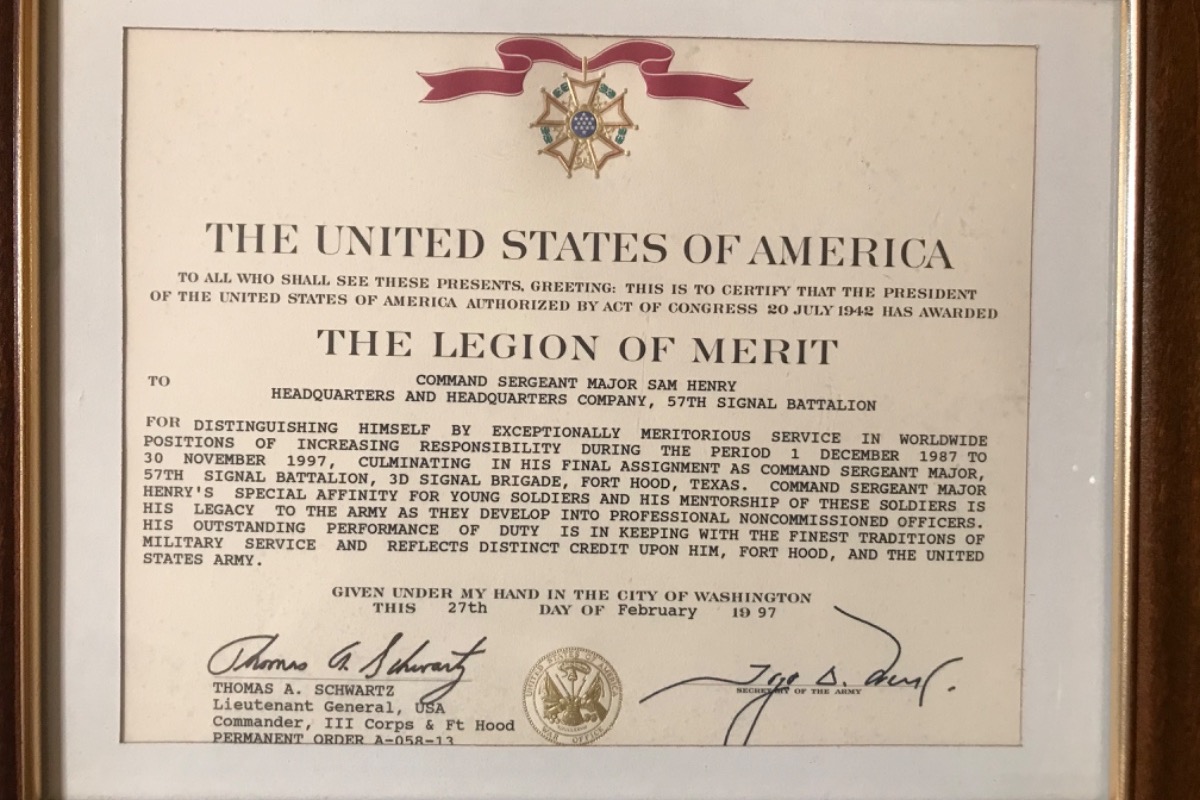 THE UNITED STATES OF AMERICA
TO ALL WHO SHALL SEE THESE PRESENTS, GREETING: THIS IS TO CERTIFY THAT THE PRESIDENT
OF THE UNITED STATES OF AMERICA AUTHORIZED BY ACT OF CONGRESS 20 JULY 1942 HAS AWARDED
THE LEGION OF MERIT
TO COMMAND SERGEANT MAJOR SAM HENRY
HEADQUARTERS AND HEADQUARTERS COMPANY, 57TH SIGNAL BATTALION
FOR DISTINGUISHING HIMSELF BY EXCEPTIONALLY MERITORIOUS SERVICE IN WORLDWIDE
POSITIONS OF INCREASING RESPONSIBILITY DURING THE PERIOD 1 DECEMBER 1987 TO
30 NOVEMBER 1997, CULMINATING IN HIS FINAL ASSIGNMENT AS COMMAND SERGEANT MAJOR,
57TH SIGNAL BATTALION, 3D SIGNAL BRIGADE, FORT HOOD, TEXAS. COMMAND SERGEANT MAJOR
HENRY'S SPECIAL AFFINITY FOR YOUNG SOLDIERS AND HIS MENTORSHIP OF THESE SOLDIERS IS
HIS LEGACY TO THE ARMY AS THEY DEVELOP INTO PROFESSIONAL NONCOMMISSIONED OFFICERS.
HIS OUTSTANDING PERFORMANCE OF DUTY IS IN KEEPING WITH THE FINEST TRADITIONS OF
MILITARY SERVICE AND REFLECTS DISTINCT CREDIT UPON HIM, FORT HOOD, AND THE UNITED
STATES ARMY.
GIVEN UNDER MY HAND IN THE CITY OF WASHINGTON
THIS 27th DAY OF February 19 97
Thomas A. Schwartz
THOMAS A. SCHWARTZ
Lieutenant General, USA
Commander, III Corps & Ft Hood
PERMANENT ORDER A-058-13
UNITED STATES OF AMERICA
WAR OFFICE
SECRETARY OF THE ARMY